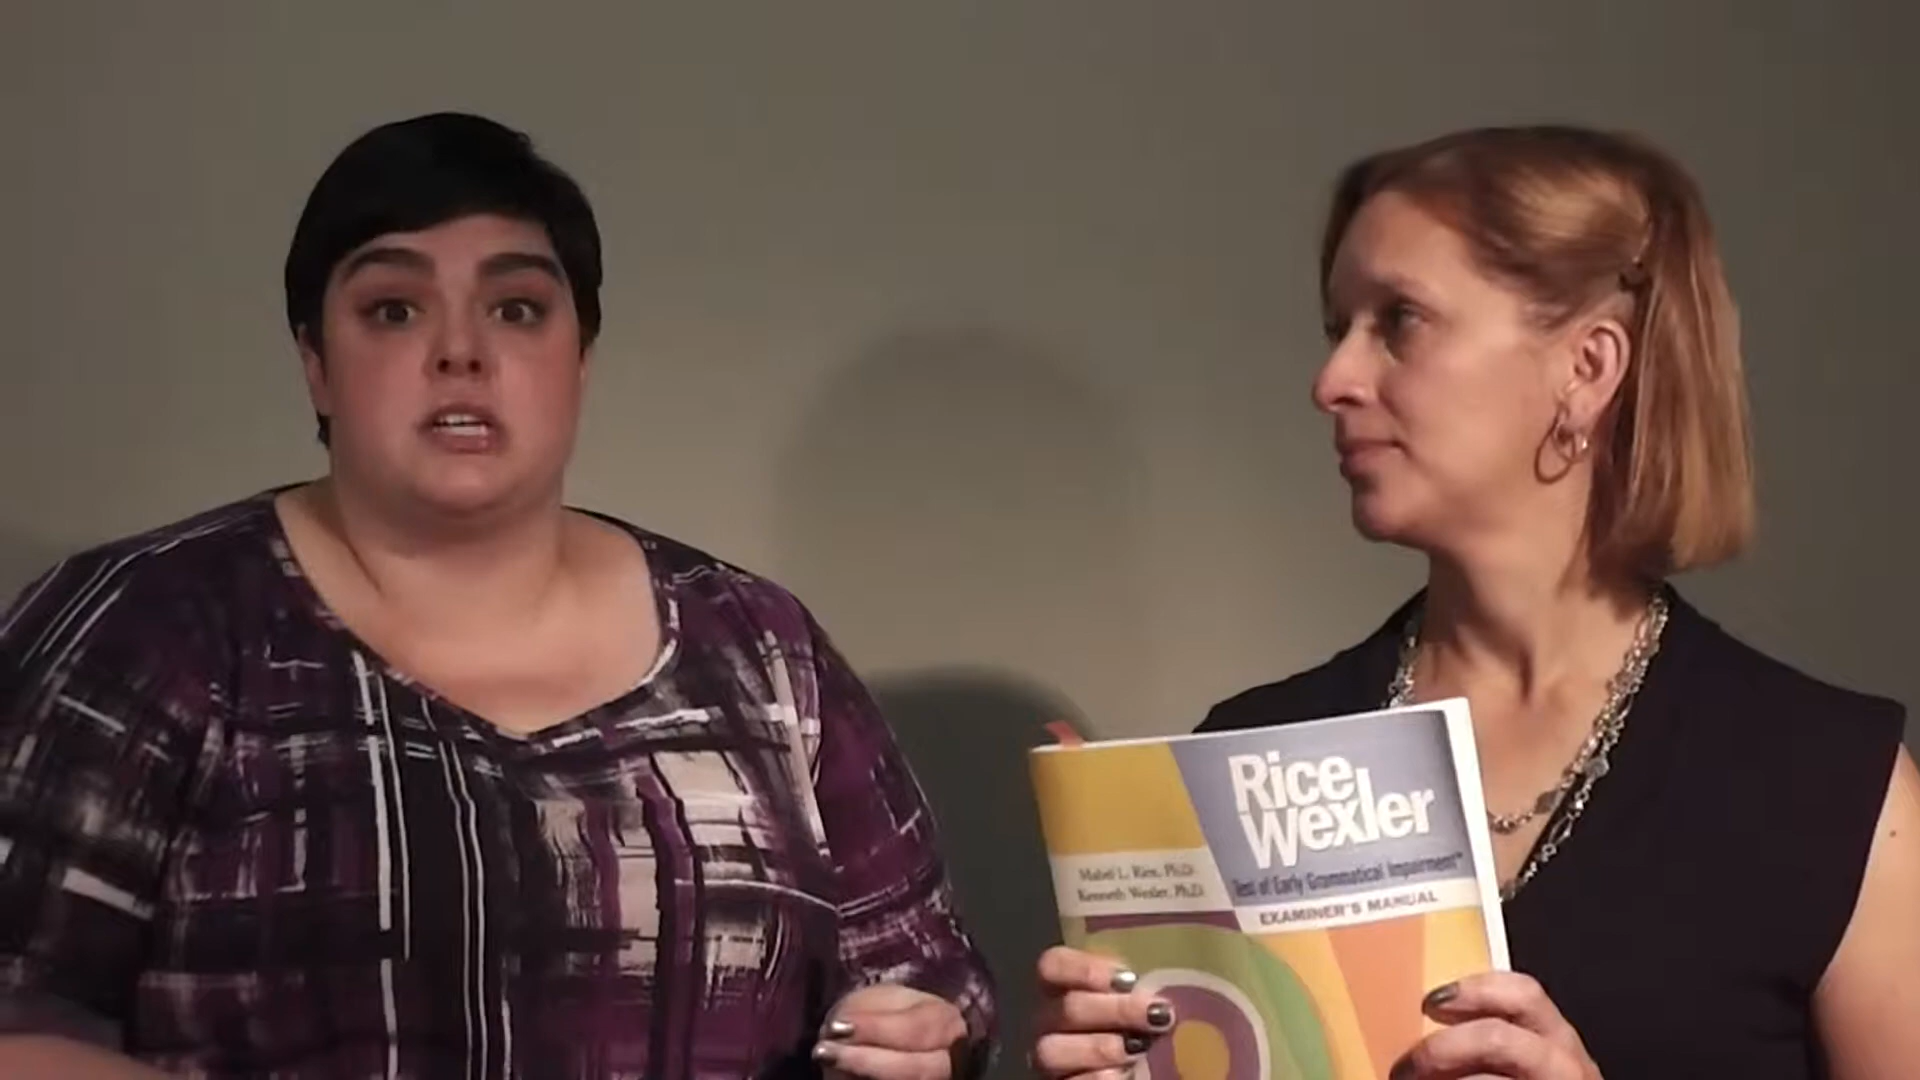 Rice
Wexler
Test of Early Grammatical Impairment™
EXAMINER'S MANUAL
Mabel L. Rice, Ph.D.
Kenneth Wexler, Ph.D.